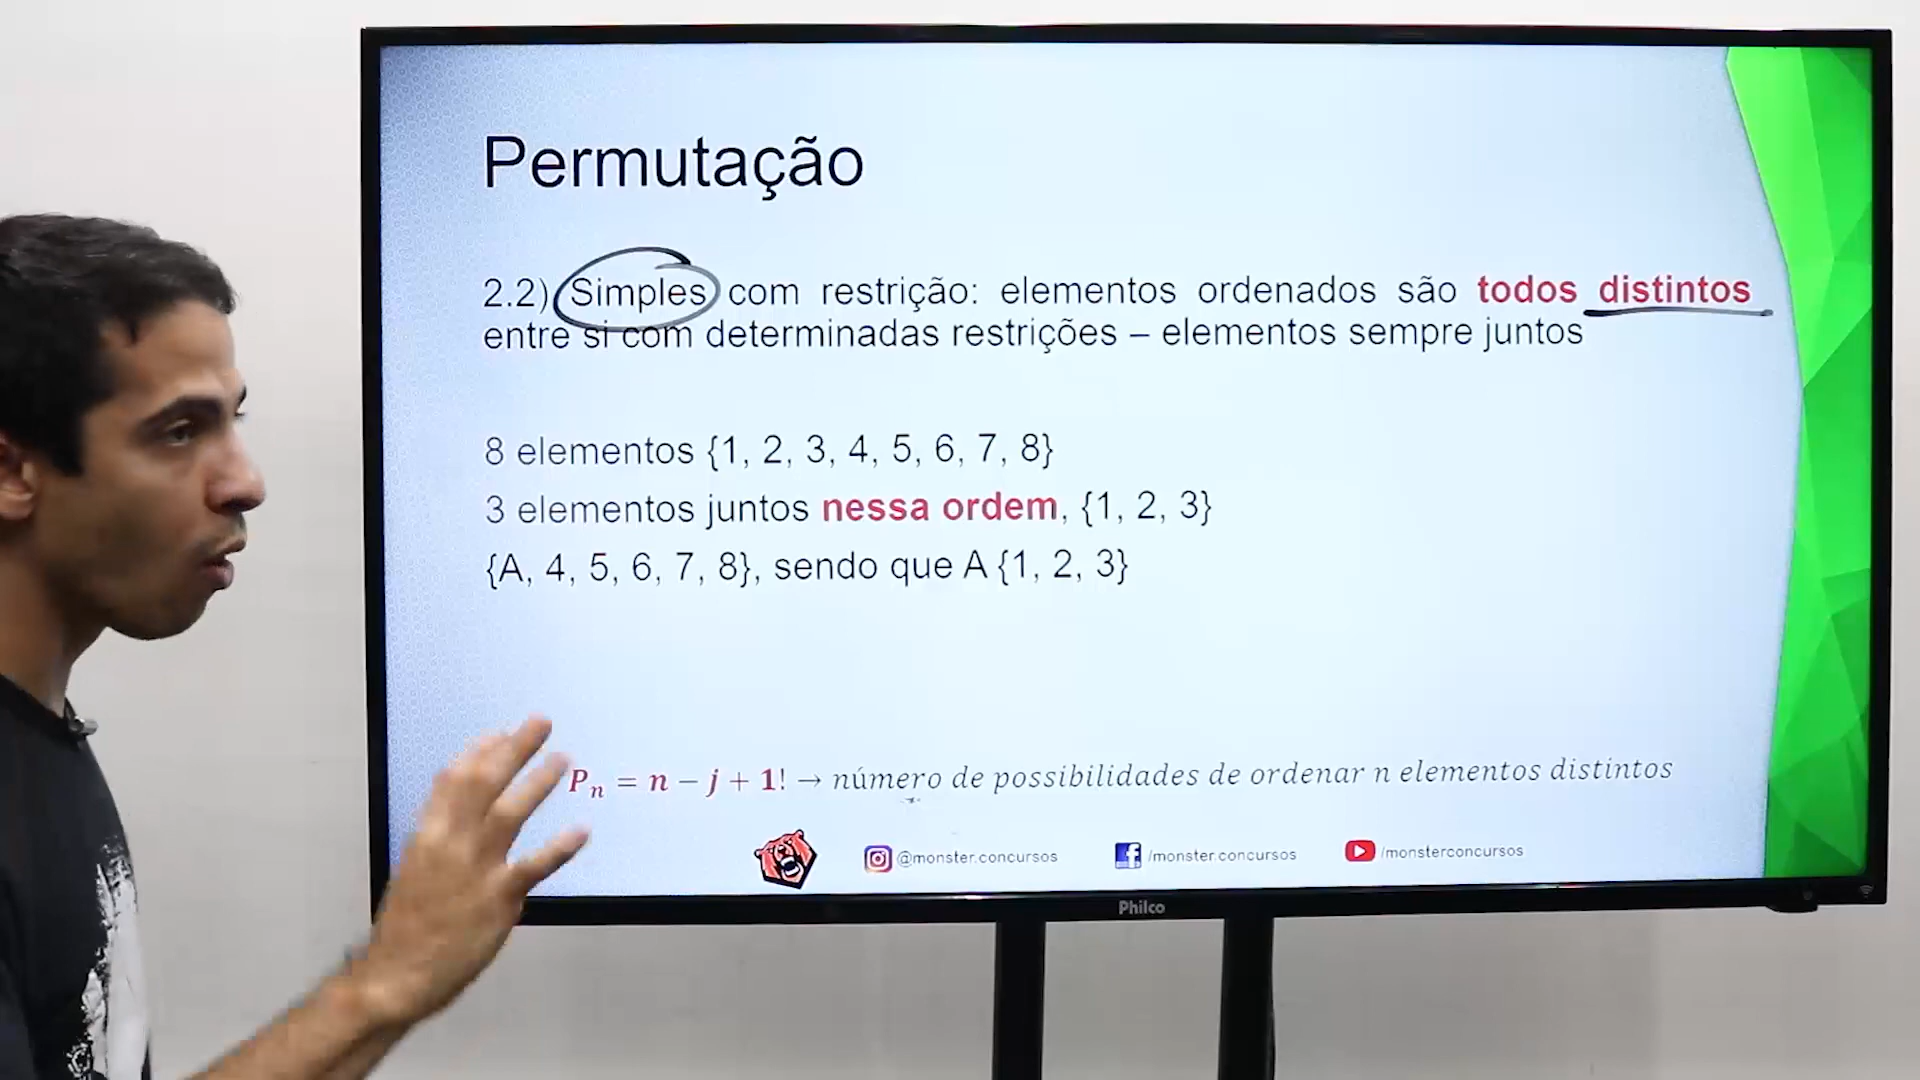 Permutação
2.2) Simples com restrição: elementos ordenados são todos distintos
entre si com determinadas restrições – elementos sempre juntos
8 elementos {1, 2, 3, 4, 5, 6, 7, 8}
3 elementos juntos nessa ordem, {1, 2, 3}
{A, 4, 5, 6, 7, 8}, sendo que A {1, 2, 3}
Pₙ = n − j + 1! → número de possibilidades de ordenar n elementos distintos
@monster.concursos /monster.concursos /monsterconcursos
Philco